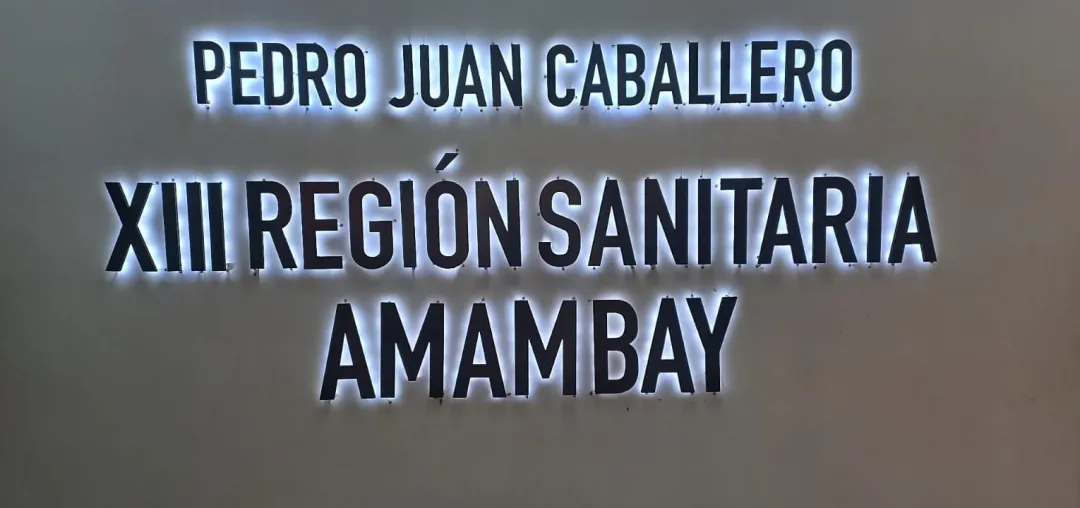 PEDRO JUAN CABALLERO
XIII REGIÓN SANITARIA
AMAMBAY